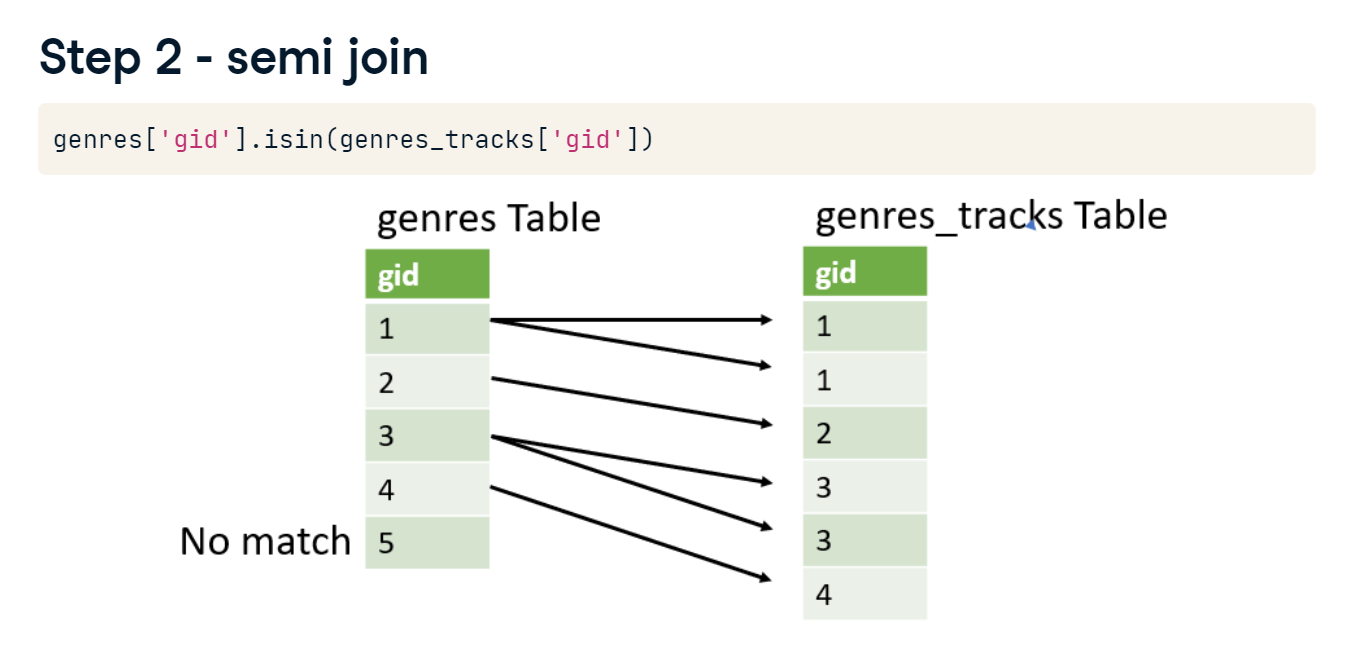 Step 2 - semi join
genres['gid'].isin(genres_tracks['gid'])
genres Table
gid
1
2
3
4
No match 5
genres_tracks Table
gid
1
1
2
3
3
4